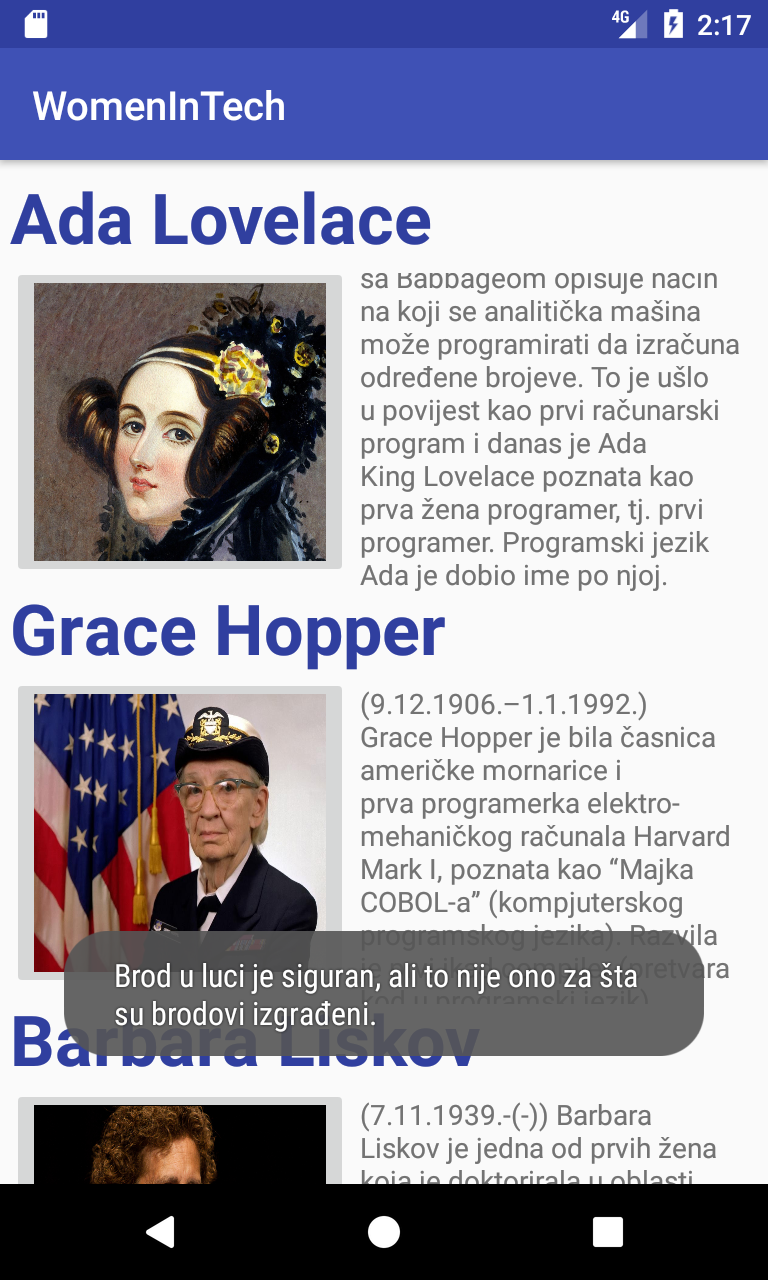 4G 2:17
WomenInTech
Ada Lovelace
sa Babbageom opisuje način
na koji se analitička mašina
može programirati da izračuna
određene brojeve. To je ušlo
u povijest kao prvi računarski
program i danas je Ada
King Lovelace poznata kao
prva žena programer, tj. prvi
programer. Programski jezik
Ada je dobio ime po njoj.
Grace Hopper
(9.12.1906.–1.1.1992.)
Grace Hopper je bila časnica
američke mornarice i
prva programerka elektro-
mehaničkog računala Harvard
Mark I, poznata kao “Majka
COBOL-a” (kompjuterskog
programskog jezika). Razvila
je prvi ikad (pretvara
kod u programski jezik)
Brod u luci je siguran, ali to nije ono za šta
su brodovi izgrađeni.
Barbara Liskov
(7.11.1939.-(-)) Barbara
Liskov je jedna od prvih žena
koja je doktorirala u oblasti